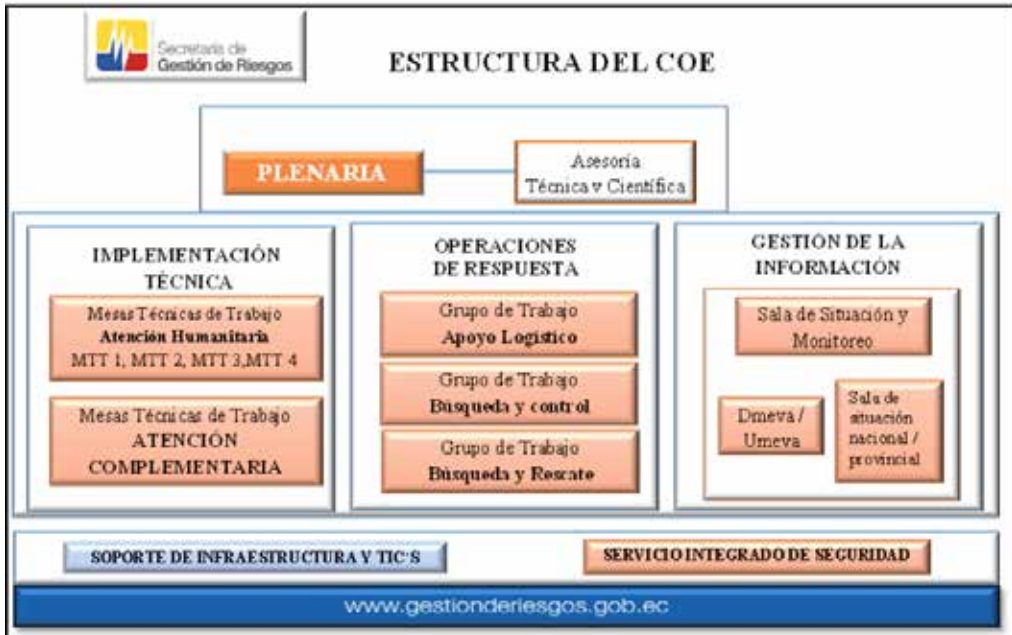 Secretaría de
Gestión de Riesgos
ESTRUCTURA DEL COE
PLENARIA
Asesoría
Técnica y Científica
IMPLEMENTACIÓN
TÉCNICA
Mesas Técnicas de Trabajo
Atención Humanitaria
MTT 1, MTT 2, MTT 3,MTT 4
Mesas Técnicas de Trabajo
ATENCIÓN
COMPLEMENTARIA
OPERACIONES
DE RESPUESTA
Grupo de Trabajo
Apoyo Logístico
Grupo de Trabajo
Búsqueda y control
Grupo de Trabajo
Búsqueda y Rescate
GESTIÓN DE LA
INFORMACIÓN
Sala de Situación y
Monitoreo
Dmeva /
Umeva
Sala de
situación
nacional /
provincial
SOPORTE DE INFRAESTRUCTURA Y TIC'S
SERVICIO INTEGRADO DE SEGURIDAD
www.gestionderiesgos.gob.ec